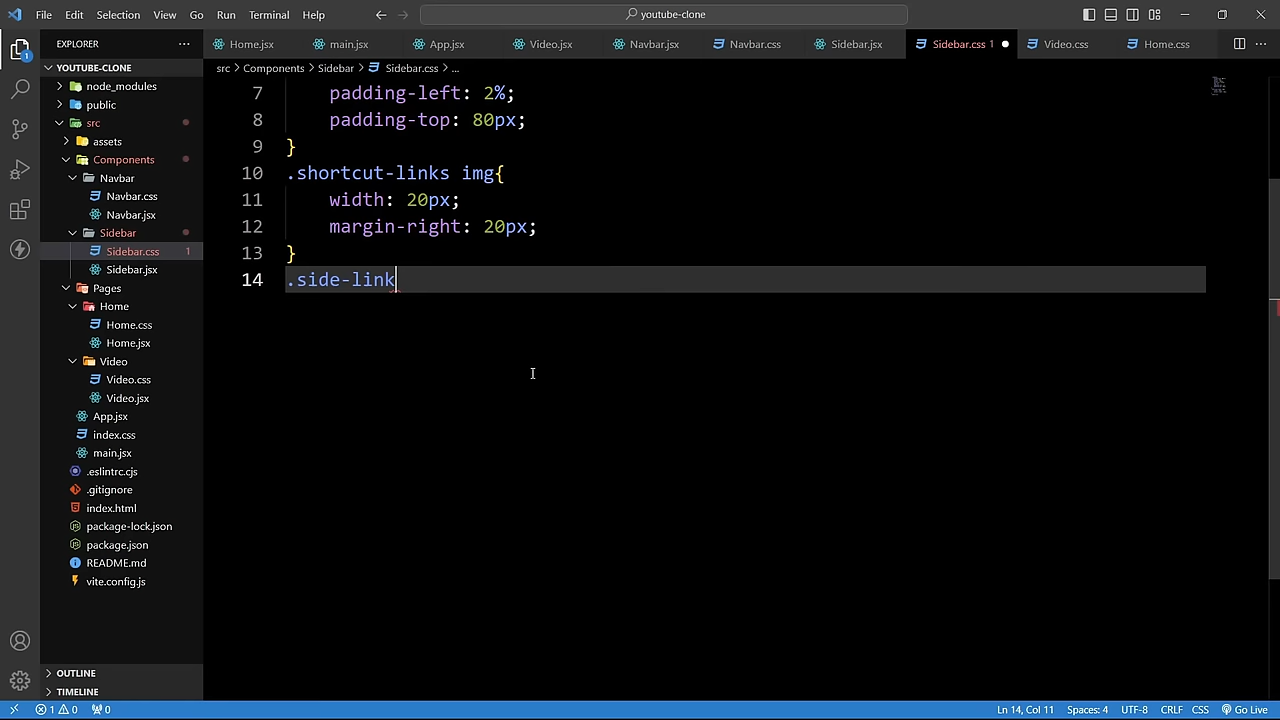 File Edit Selection View Go Run Terminal Help
youtube-clone
EXPLORER
Home.jsx main.jsx App.jsx Video.jsx Navbar.jsx Navbar.css Sidebar.jsx Sidebar.css 1 Video.css Home.css
YOUTUBE-CLONE
src > Components > Sidebar > Sidebar.css > ...
node_modules
public
src
assets
Components
Navbar
Navbar.css
Navbar.jsx
Sidebar
Sidebar.css 1
Sidebar.jsx
Pages
Home
Home.css
Home.jsx
Video
Video.css
Video.jsx
App.jsx
index.css
main.jsx
.eslintrc.cjs
.gitignore
index.html
package-lock.json
package.json
README.md
vite.config.js
OUTLINE
TIMELINE
1
7 padding-left: 2%;
8 padding-top: 80px;
9 }
10 .shortcut-links img{
11 width: 20px;
12 margin-right: 20px;
13 }
14 .side-link
1 0 0 Ln 14, Col 11 Spaces: 4 UTF-8 CRLF CSS Go Live